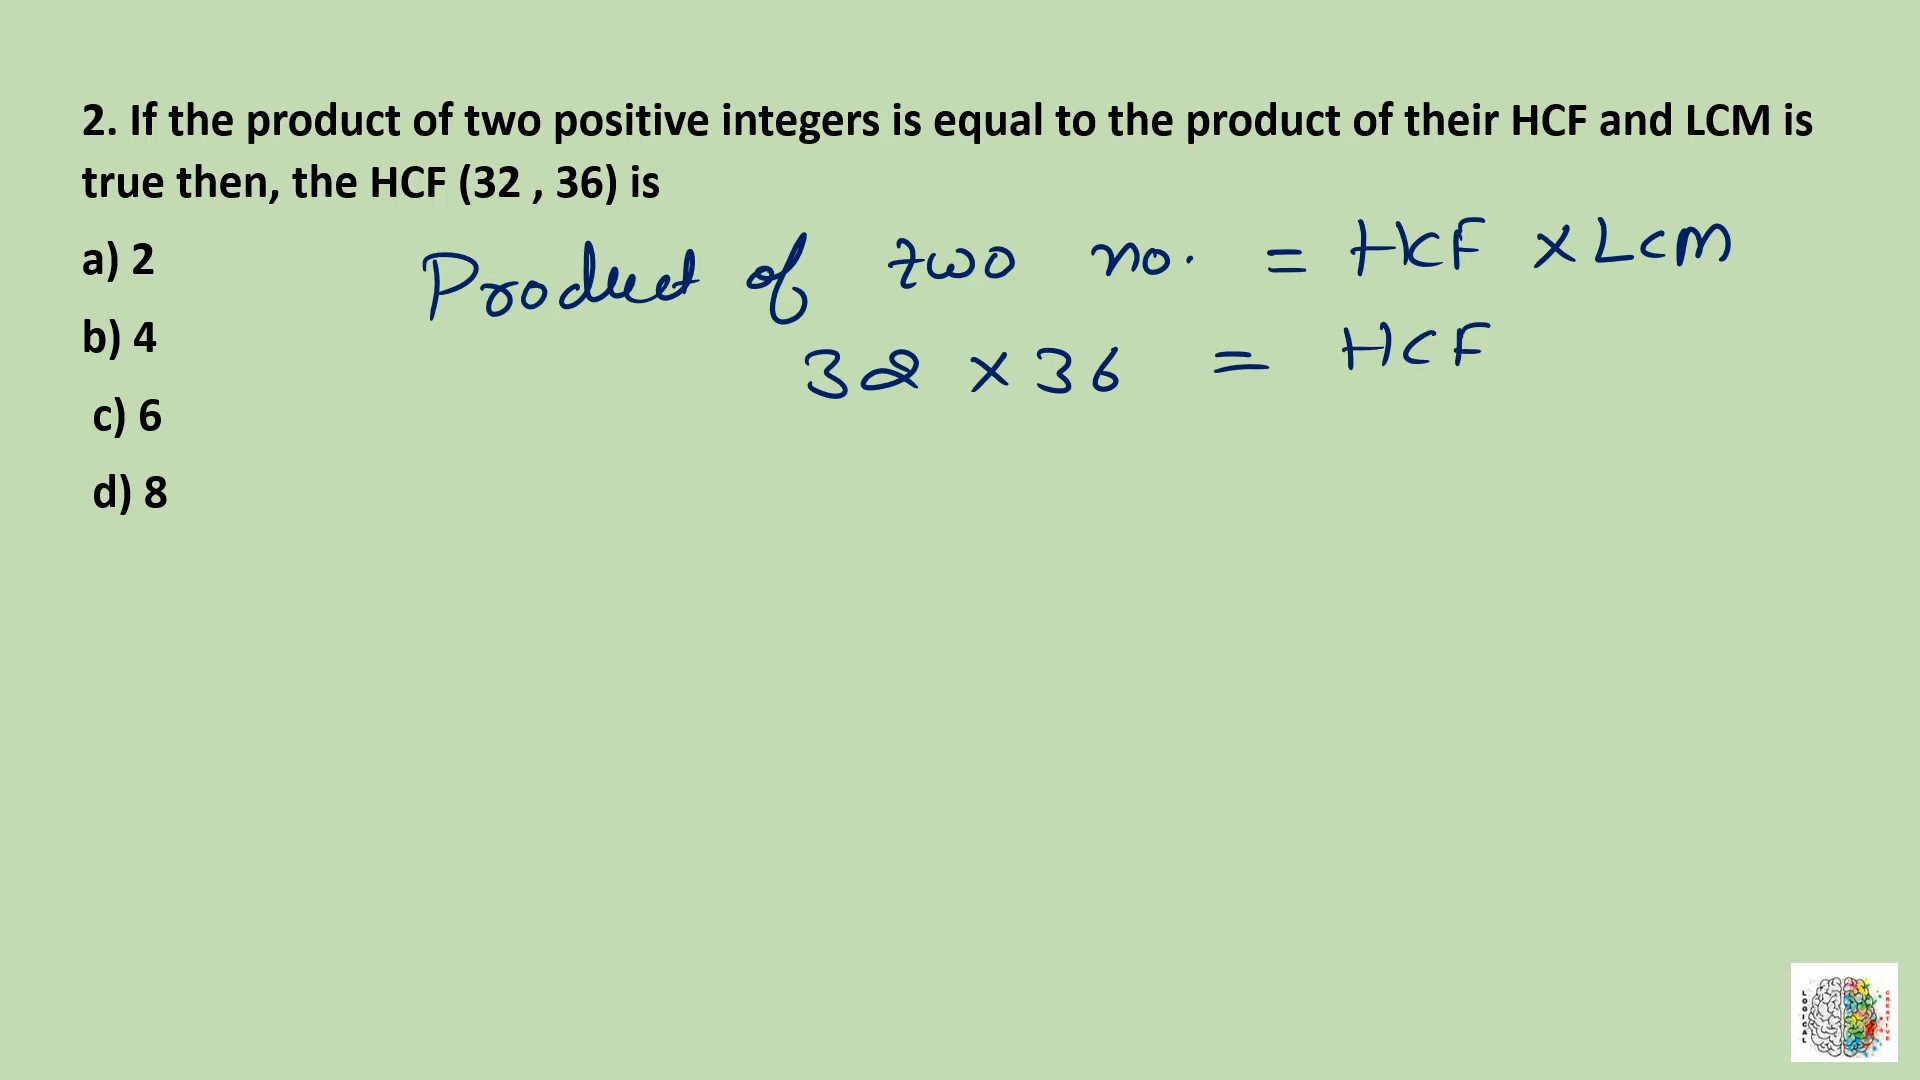 2. If the product of two positive integers is equal to the product of their HCF and LCM is
true then, the HCF (32 , 36) is
a) 2
Product of two no. = HCF × LCM
b) 4
32 × 36 = HCF
c) 6
d) 8
LOGICAL
CREATIVE